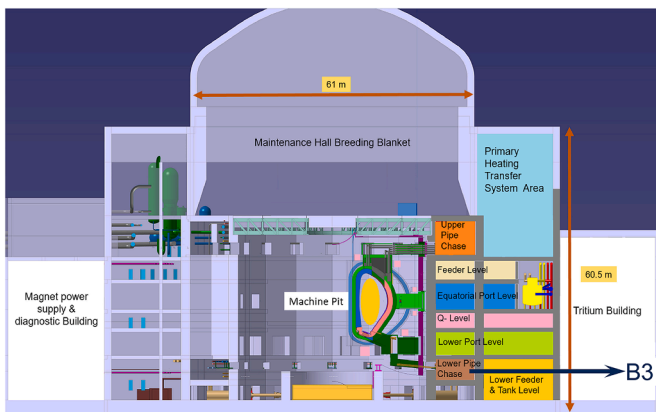 61 m
Maintenance Hall Breeding Blanket
Primary
Heating
Transfer
System Area
Upper
Pipe
Chase
Feeder Level
60.5 m
Equatorial Port Level
Machine Pit
Magnet power
supply &
diagnostic Building
Tritium Building
Q- Level
Lower Port Level
Lower Pipe
Chase
B3
Lower Feeder
& Tank Level